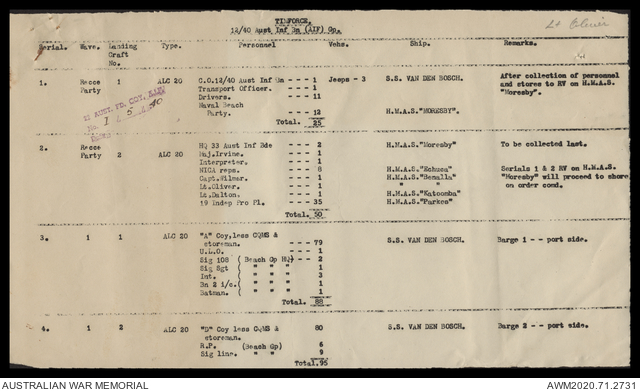 TIMFORCE.
12/40 Aust Inf Bn (AIF) Gp.
Serial. Wave. Landing Craft No. Type. Personnel Vehs. Ship. Remarks.
1. Recce Party 1 ALC 20 C.O.12/40 Aust Inf Bn --- 1 Jeeps - 3 S.S. VAN DEN BOSCH. After collection of personnel
Transport Officer. --- 1 and stores to RV on H.M.A.S.
Drivers. --- 11 "Moresby".
Naval Beach
Party. --- 12 H.M.A.S."MORESBY".
Total. 25
2. Recce Party 2 ALC 20 HQ 33 Aust Inf Bde --- 2 H.M.A.S."Moresby" To be collected last.
Maj.Irvine. --- 1
Interpreter. --- 1
NICA reps. --- 8 H.M.A.S."Echuca" Serials 1 & 2 RV on H.M.A.S.
Capt.Wilmer. --- 1 H.M.A.S."Benalla" "Moresby" will proceed to shore
Lt.Oliver. --- 1 " " on order comd.
Lt.Dalton. --- 1 H.M.A.S."Katoomba"
19 Indep Pro Pl. --- 35 H.M.A.S."Parkes"
Total. 50
3. 1 1 ALC 20 "A" Coy, less CQMS &
storeman. --- 79 S.S. VAN DEN BOSCH. Barge 1 -- port side.
U.L.O. --- 1
Sig 108 ( Beach Gp HQ) --- 2
Sig Sgt ( " " " 1
Int. ( " " " 3
Bn 2 i/c. ( " " " 1
Batman. ( " " " 1
Total. 88
4. 1 2 ALC 20 "D" Coy, less CQMS & 80 S.S. VAN DEN BOSCH. Barge 2 -- port side.
storeman.
R.P. (Beach Gp) 6
Sig line. " " 9
Total. 95
AUSTRALIAN WAR MEMORIAL
AWM2020.71.2731